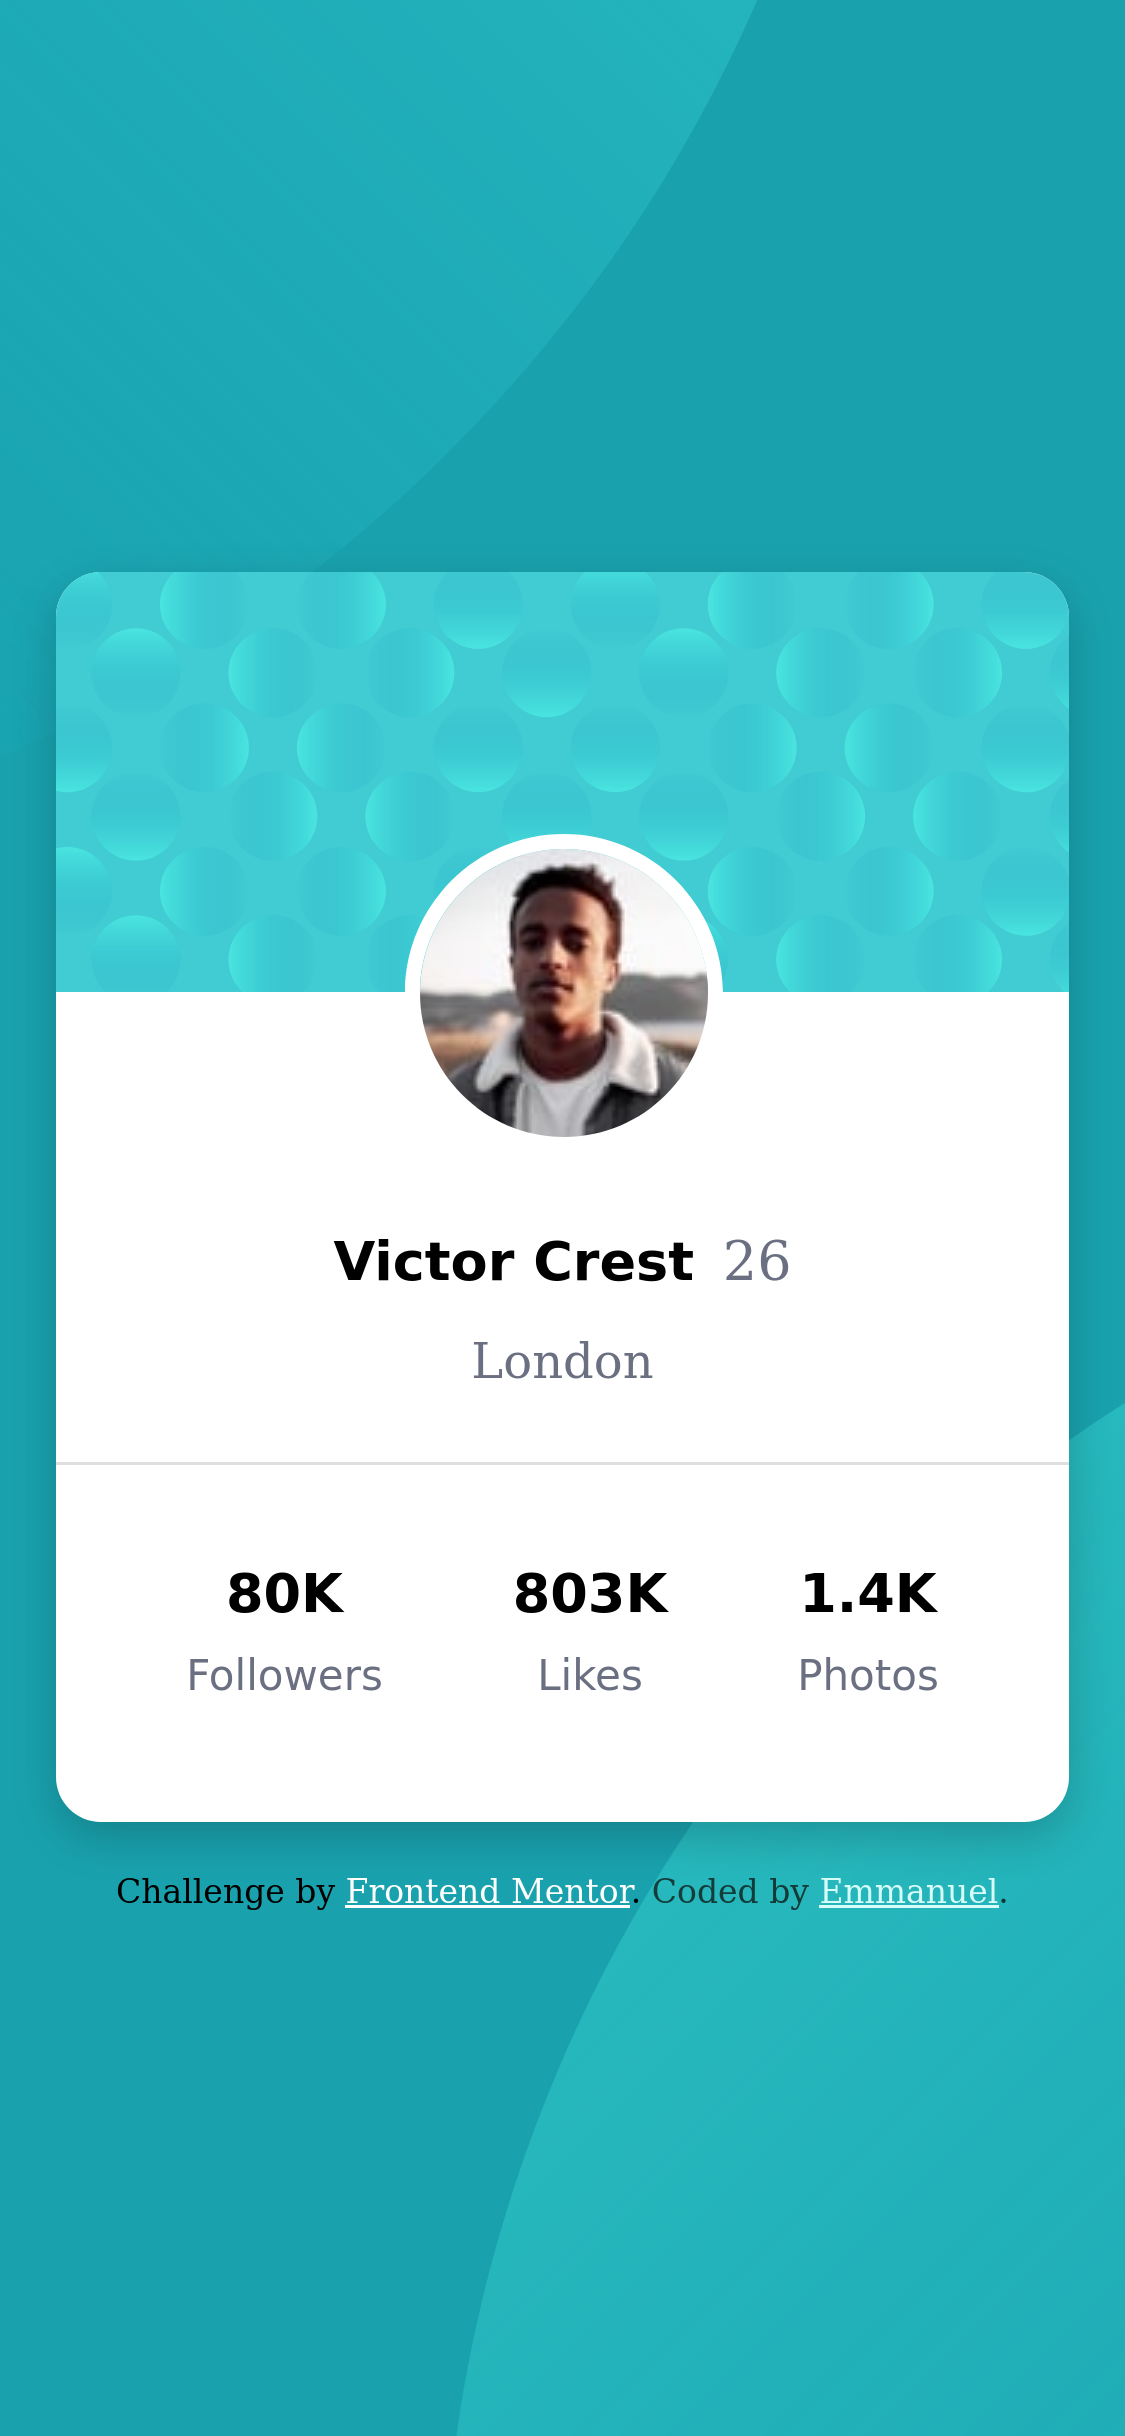 Victor Crest 26
London
80K 803K 1.4K
Followers Likes Photos
Challenge by Frontend Mentor. Coded by Emmanuel.